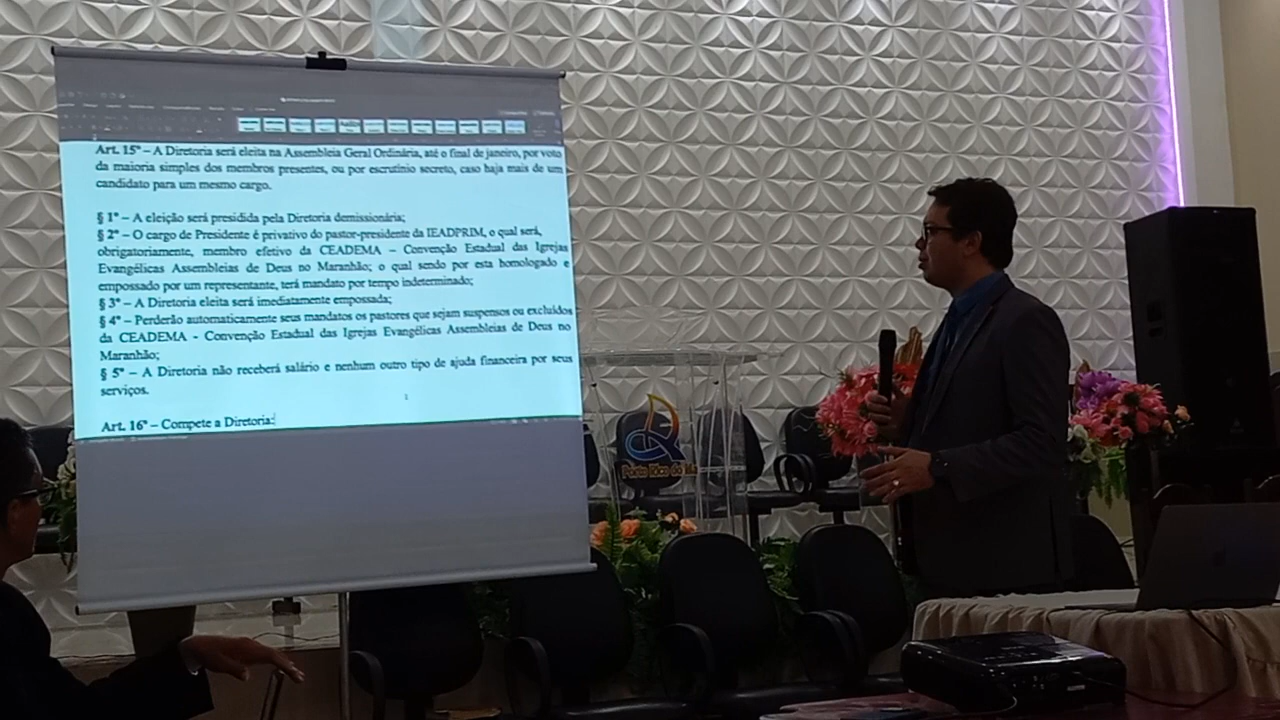 Art. 15º – A Diretoria será eleita na Assembleia Geral Ordinária, até o final de janeiro, por voto
da maioria simples dos membros presentes, ou por escrutínio secreto, caso haja mais de um
candidato para um mesmo cargo.
§ 1º – A eleição será presidida pela Diretoria demissionária;
§ 2º – O cargo de Presidente é privativo do pastor-presidente da IEADPRIM, o qual será,
obrigatoriamente, membro efetivo da CEADEMA – Convenção Estadual das Igrejas
Evangélicas Assembleias de Deus no Maranhão; o qual sendo por esta homologado e
empossado por um representante, terá mandato por tempo indeterminado;
§ 3º – A Diretoria eleita será imediatamente empossada;
§ 4º – Perderão automaticamente seus mandatos os pastores que sejam suspensos ou excluídos
da CEADEMA - Convenção Estadual das Igrejas Evangélicas Assembleias de Deus no
Maranhão;
§ 5º – A Diretoria não receberá salário e nenhum outro tipo de ajuda financeira por seus
serviços.
Art. 16º – Compete a Diretoria:
Porto Rico do Ma